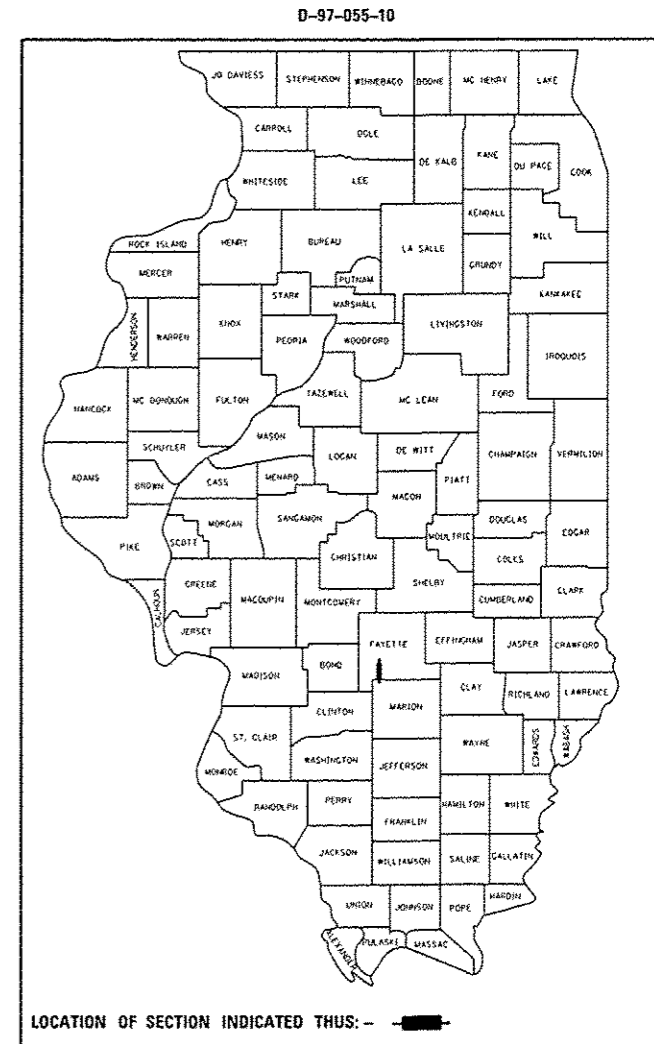 D-97-055-10
JO DAVIESS STEPHENSON WINNEBAGO BOONE MC HENRY LAKE
CARROLL OGLE
DE KALB KANE DU PAGE COOK
WHITESIDE LEE
KENDALL
ROCK ISLAND HENRY BUREAU LA SALLE WILL
GRUNDY
MERCER PUTNAM
KANKAKEE
STARK MARSHALL
HENDERSON WARREN KNOX PEORIA WOODFORD LIVINGSTON IROQUOIS
HANCOCK MC DONOUGH FULTON TAZEWELL MC LEAN FORD
MASON
SCHUYLER LOGAN DE WITT CHAMPAIGN VERMILION
ADAMS BROWN CASS MENARD PIATT
MACON
MORGAN SANGAMON DOUGLAS
PIKE SCOTT CHRISTIAN MOULTRIE EDGAR
COLES
GREENE MACOUPIN MONTGOMERY SHELBY CUMBERLAND CLARK
CALHOUN JERSEY FAYETTE EFFINGHAM JASPER CRAWFORD
MADISON BOND CLAY
RICHLAND LAWRENCE
CLINTON MARION
ST. CLAIR WAYNE EDWARDS WABASH
WASHINGTON JEFFERSON
MONROE
RANDOLPH PERRY HAMILTON WHITE
FRANKLIN
JACKSON WILLIAMSON SALINE GALLATIN
UNION JOHNSON POPE HARDIN
ALEXANDER PULASKI MASSAC
LOCATION OF SECTION INDICATED THUS: -